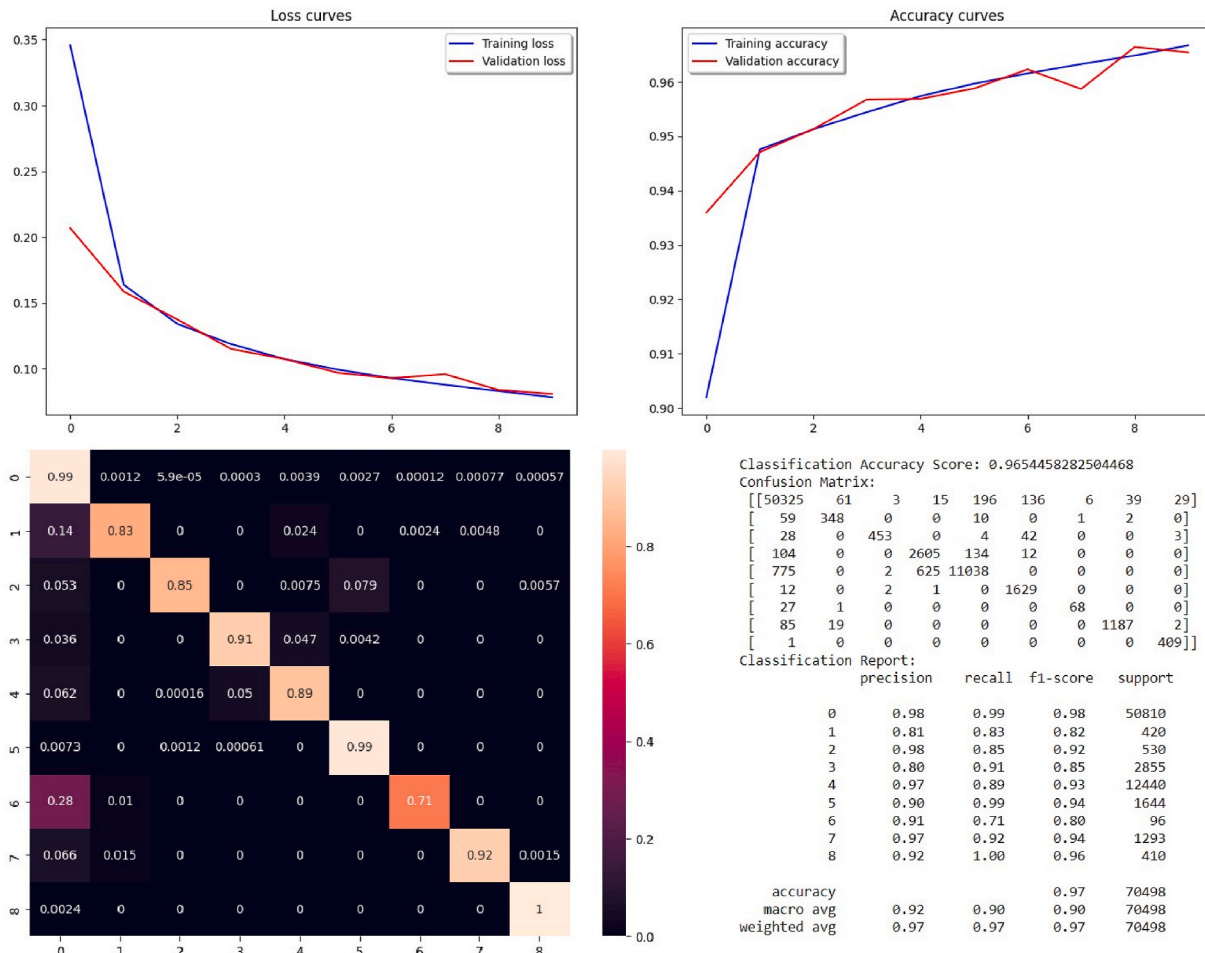 Loss curves
Training loss
Validation loss
0.35
0.30
0.25
0.20
0.15
0.10
0 2 4 6 8
Accuracy curves
Training accuracy
Validation accuracy
0.96
0.95
0.94
0.93
0.92
0.91
0.90
0 2 4 6 8
0 0.99 0.0012 5.9e-05 0.0003 0.0039 0.0027 0.00012 0.00077 0.00057
1 0.14 0.83 0 0 0.024 0 0.0024 0.0048 0
2 0.053 0 0.85 0 0.0075 0.079 0 0 0.0057
3 0.036 0 0 0.91 0.047 0.0042 0 0 0
4 0.062 0 0.00016 0.05 0.89 0 0 0 0
5 0.0073 0 0.0012 0.00061 0 0.99 0 0 0
6 0.28 0.01 0 0 0 0 0.71 0 0
7 0.066 0.015 0 0 0 0 0 0.92 0.0015
8 0.0024 0 0 0 0 0 0 0 1
0 1 2 3 4 5 6 7 8
0.8
0.6
0.4
0.2
0.0
Classification Accuracy Score: 0.9654458282504468
Confusion Matrix:
[[50325 61 3 15 196 136 6 39 29]
[ 59 348 0 0 10 0 1 2 0]
[ 28 0 453 0 4 42 0 0 3]
[ 104 0 0 2605 134 12 0 0 0]
[ 775 0 2 625 11038 0 0 0 0]
[ 12 0 2 1 0 1629 0 0 0]
[ 27 1 0 0 0 0 68 0 0]
[ 85 19 0 0 0 0 0 1187 2]
[ 1 0 0 0 0 0 0 0 409]]
Classification Report:
precision recall f1-score support
0 0.98 0.99 0.98 50810
1 0.81 0.83 0.82 420
2 0.98 0.85 0.92 530
3 0.80 0.91 0.85 2855
4 0.97 0.89 0.93 12440
5 0.90 0.99 0.94 1644
6 0.91 0.71 0.80 96
7 0.97 0.92 0.94 1293
8 0.92 1.00 0.96 410
accuracy 0.97 70498
macro avg 0.92 0.90 0.90 70498
weighted avg 0.97 0.97 0.97 70498